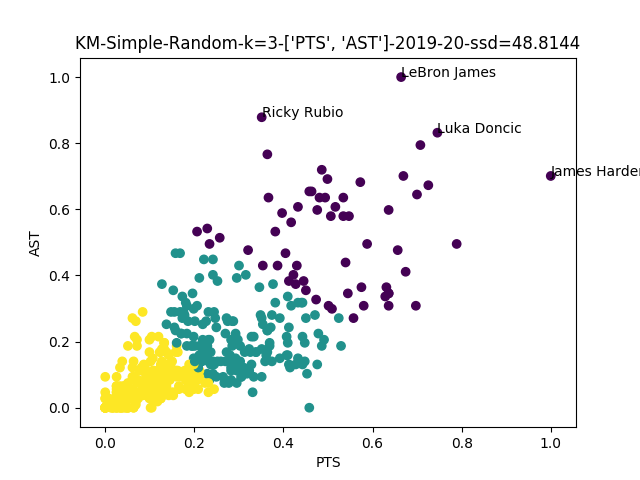 KM-Simple-Random-k=3-['PTS', 'AST']-2019-20-ssd=48.8144
1.0
LeBron James
Ricky Rubio
Luka Doncic
0.8
James Harden
0.6
AST
0.4
0.2
0.0
0.0 0.2 0.4 0.6 0.8 1.0
PTS